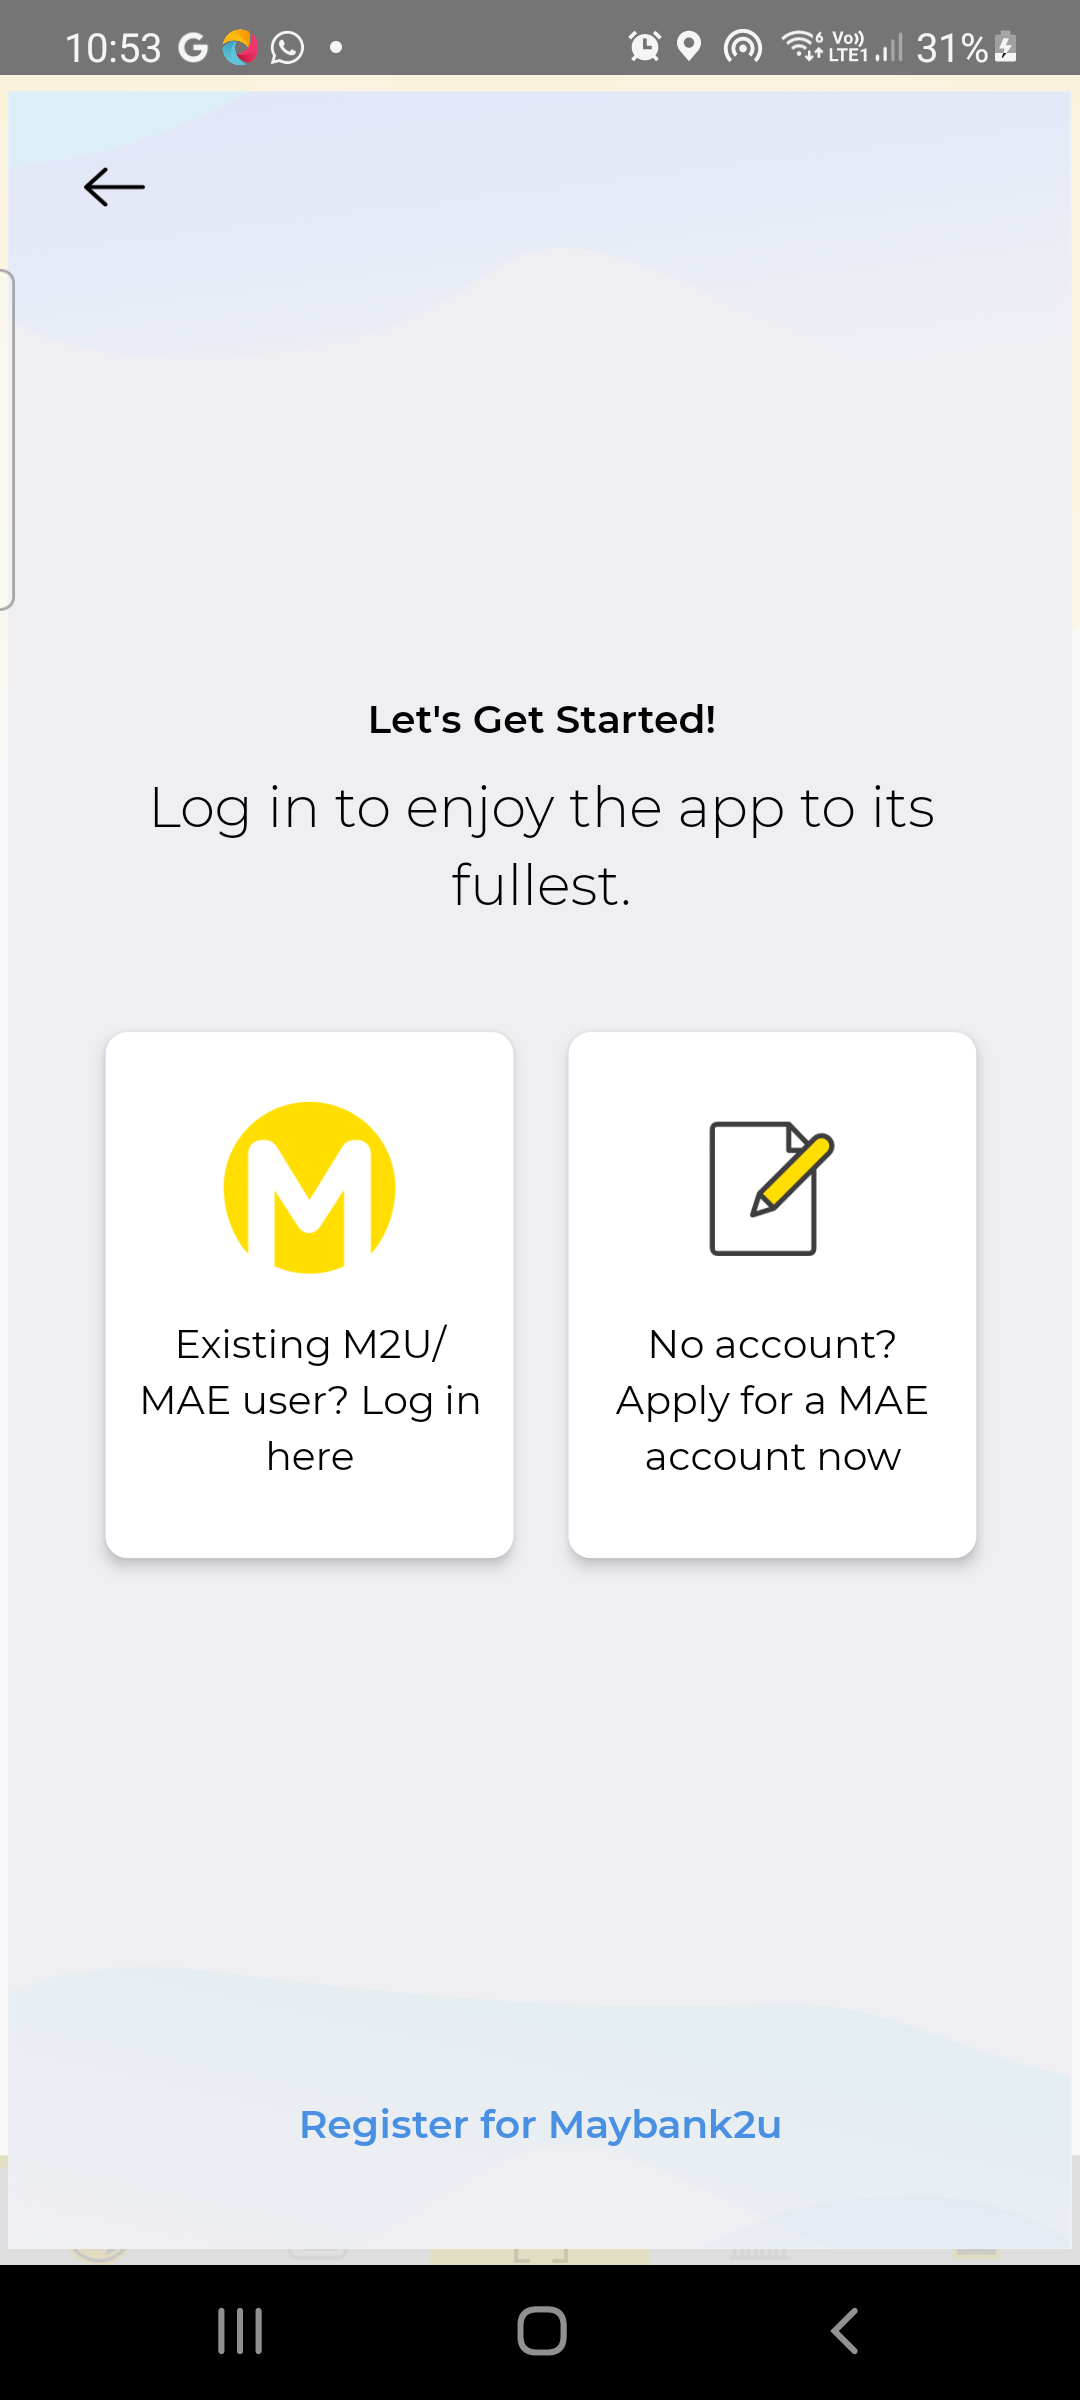 10:53 G 6 Vo)) LTE1 31%
Let's Get Started!
Log in to enjoy the app to its
fullest.
Existing M2U/
MAE user? Log in
here
No account?
Apply for a MAE
account now
Register for Maybank2u